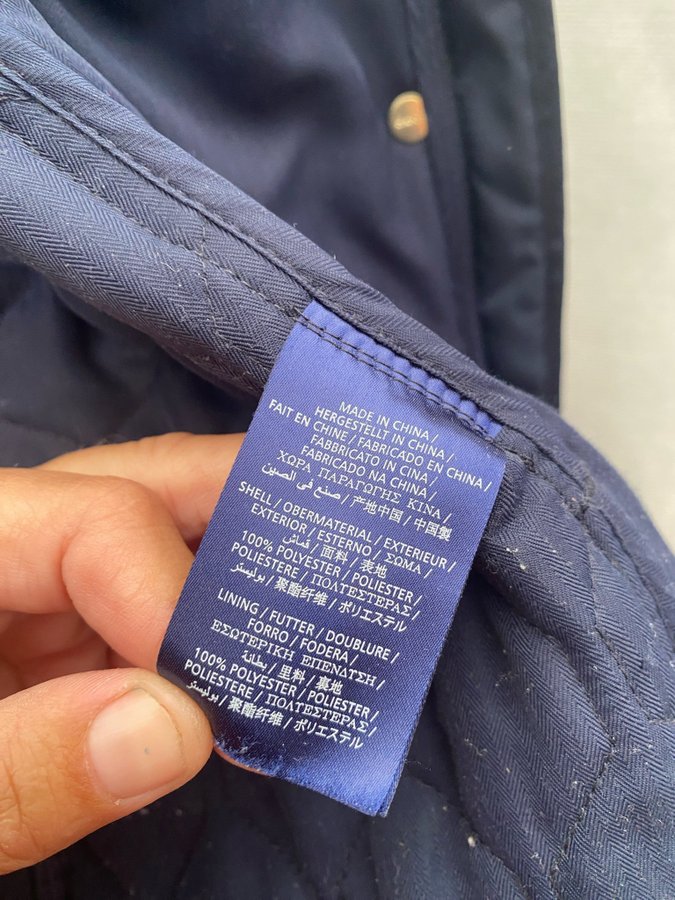 MADE IN CHINA /
HERGESTELLT IN CHINA /
FAIT EN CHINE / FABRICADO EN CHINA /
FABBRICATO IN CINA /
FABRICADO NA CHINA /
ΧΩΡΑ ΠΑΡΑΓΩΓΗΣ ΚΙΝΑ /
صنع في الصين / 产地中国 / 中国製
SHELL / OBERMATERIAL / EXTERIEUR /
EXTERIOR / ESTERNO / ΣΩΜΑ /
قماش / 面料 / 表地
100% POLYESTER / POLIESTER /
POLIESTERE / ΠΟΛΥΕΣΤΕΡΑΣ /
بوليستر / 聚酯纤维 / ポリエステル
LINING / FUTTER / DOUBLURE /
FORRO / FODERA /
ΕΣΩΤΕΡΙΚΗ ΕΠΕΝΔΥΣΗ /
بطانة / 里料 / 裏地
100% POLYESTER / POLIESTER /
POLIESTERE / ΠΟΛΥΕΣΤΕΡΑΣ /
بوليستر / 聚酯纤维 / ポリエステル